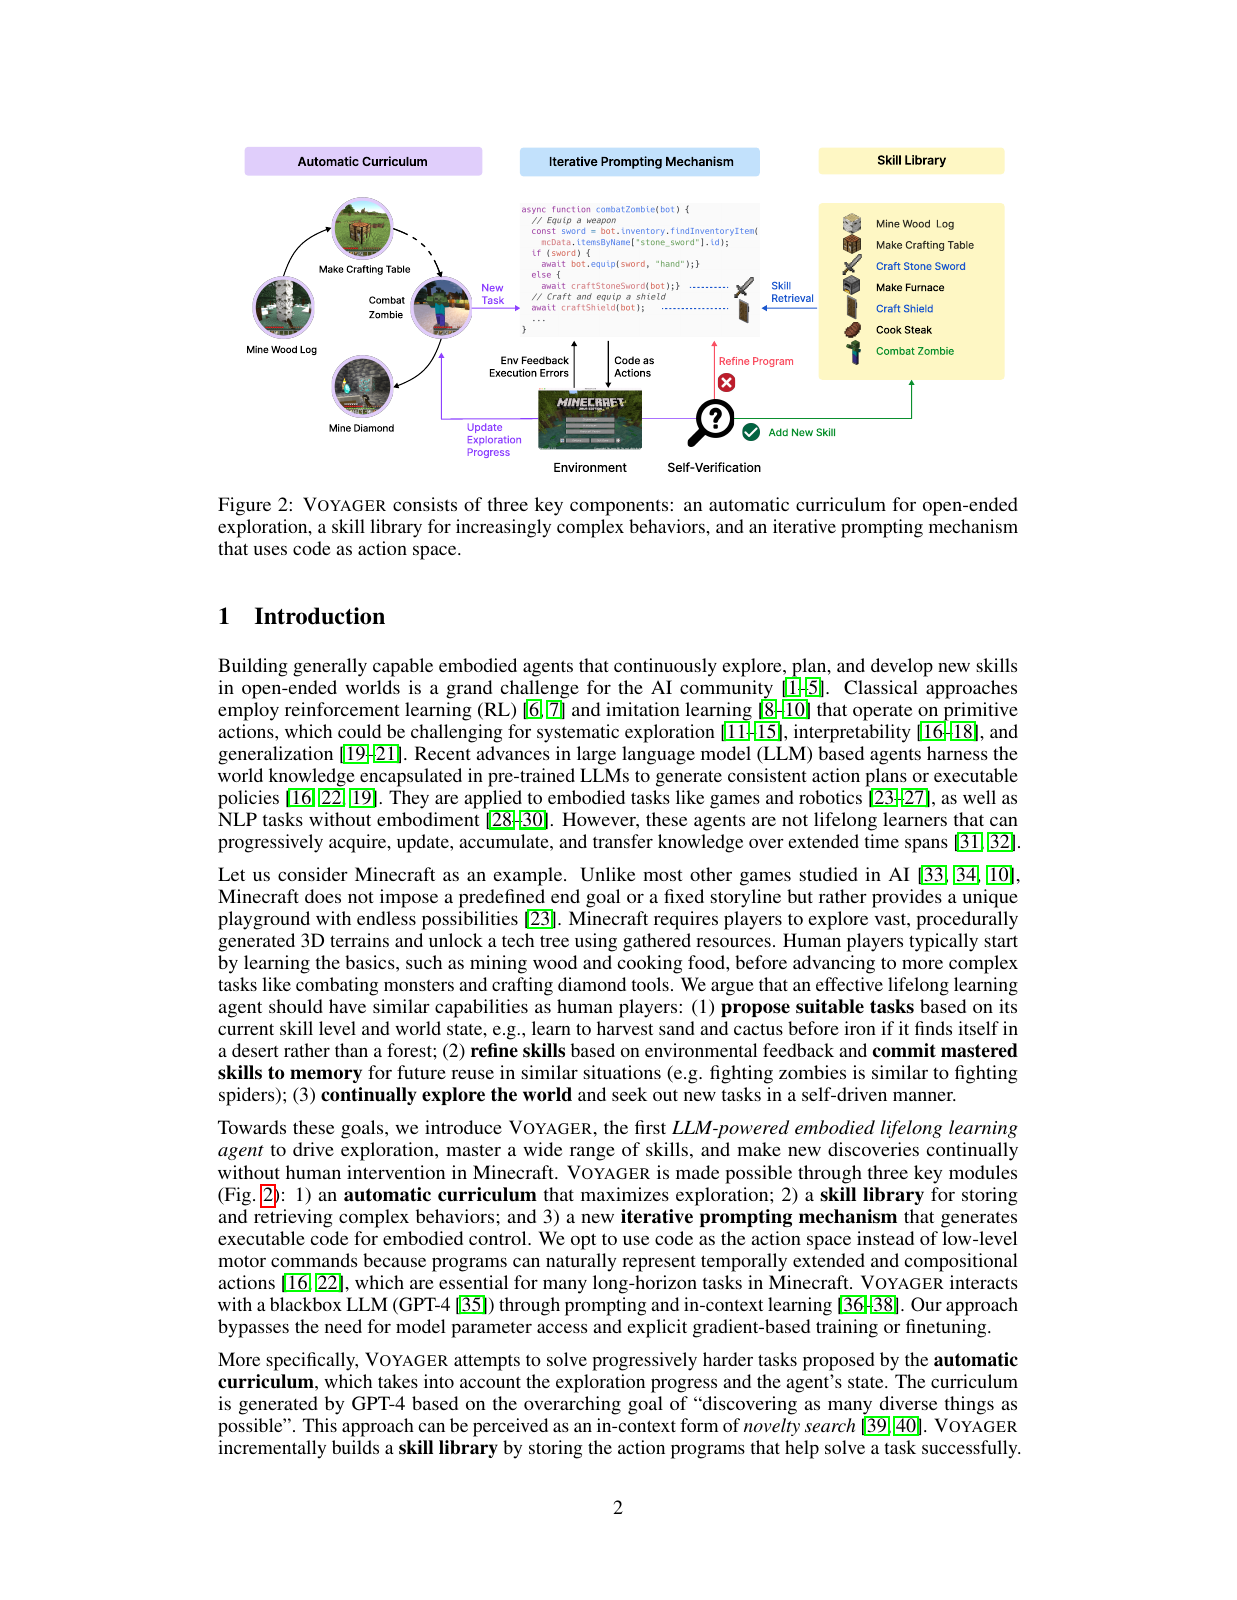 Automatic Curriculum
Iterative Prompting Mechanism
Skill Library
Make Crafting Table
Combat
Zombie
Mine Wood Log
Mine Diamond
New
Task
async function combatZombie(bot) {
// Equip a weapon
const sword = bot.inventory.findInventoryItem(
mcData.itemsByName["stone_sword"].id);
if (sword) {
await bot.equip(sword, "hand");}
else {
await craftStoneSword(bot);}
// Craft and equip a shield
await craftShield(bot);
...
}
Skill
Retrieval
Mine Wood Log
Make Crafting Table
Craft Stone Sword
Make Furnace
Craft Shield
Cook Steak
Combat Zombie
Env Feedback
Execution Errors
Code as
Actions
Refine Program
Update
Exploration
Progress
MINECRAFT
Environment
Self-Verification
Add New Skill
Figure 2: VOYAGER consists of three key components: an automatic curriculum for open-ended
exploration, a skill library for increasingly complex behaviors, and an iterative prompting mechanism
that uses code as action space.
1 Introduction
Building generally capable embodied agents that continuously explore, plan, and develop new skills
in open-ended worlds is a grand challenge for the AI community [1–5]. Classical approaches
employ reinforcement learning (RL) [6, 7] and imitation learning [8–10] that operate on primitive
actions, which could be challenging for systematic exploration [11–15], interpretability [16–18], and
generalization [19–21]. Recent advances in large language model (LLM) based agents harness the
world knowledge encapsulated in pre-trained LLMs to generate consistent action plans or executable
policies [16, 22, 19]. They are applied to embodied tasks like games and robotics [23–27], as well as
NLP tasks without embodiment [28–30]. However, these agents are not lifelong learners that can
progressively acquire, update, accumulate, and transfer knowledge over extended time spans [31, 32].
Let us consider Minecraft as an example. Unlike most other games studied in AI [33, 34, 10],
Minecraft does not impose a predefined end goal or a fixed storyline but rather provides a unique
playground with endless possibilities [23]. Minecraft requires players to explore vast, procedurally
generated 3D terrains and unlock a tech tree using gathered resources. Human players typically start
by learning the basics, such as mining wood and cooking food, before advancing to more complex
tasks like combating monsters and crafting diamond tools. We argue that an effective lifelong learning
agent should have similar capabilities as human players: (1) propose suitable tasks based on its
current skill level and world state, e.g., learn to harvest sand and cactus before iron if it finds itself in
a desert rather than a forest; (2) refine skills based on environmental feedback and commit mastered
skills to memory for future reuse in similar situations (e.g. fighting zombies is similar to fighting
spiders); (3) continually explore the world and seek out new tasks in a self-driven manner.
Towards these goals, we introduce VOYAGER, the first LLM-powered embodied lifelong learning
agent to drive exploration, master a wide range of skills, and make new discoveries continually
without human intervention in Minecraft. VOYAGER is made possible through three key modules
(Fig. 2): 1) an automatic curriculum that maximizes exploration; 2) a skill library for storing
and retrieving complex behaviors; and 3) a new iterative prompting mechanism that generates
executable code for embodied control. We opt to use code as the action space instead of low-level
motor commands because programs can naturally represent temporally extended and compositional
actions [16, 22], which are essential for many long-horizon tasks in Minecraft. VOYAGER interacts
with a blackbox LLM (GPT-4 [35]) through prompting and in-context learning [36–38]. Our approach
bypasses the need for model parameter access and explicit gradient-based training or finetuning.
More specifically, VOYAGER attempts to solve progressively harder tasks proposed by the automatic
curriculum, which takes into account the exploration progress and the agent's state. The curriculum
is generated by GPT-4 based on the overarching goal of “discovering as many diverse things as
possible”. This approach can be perceived as an in-context form of novelty search [39, 40]. VOYAGER
incrementally builds a skill library by storing the action programs that help solve a task successfully.
2